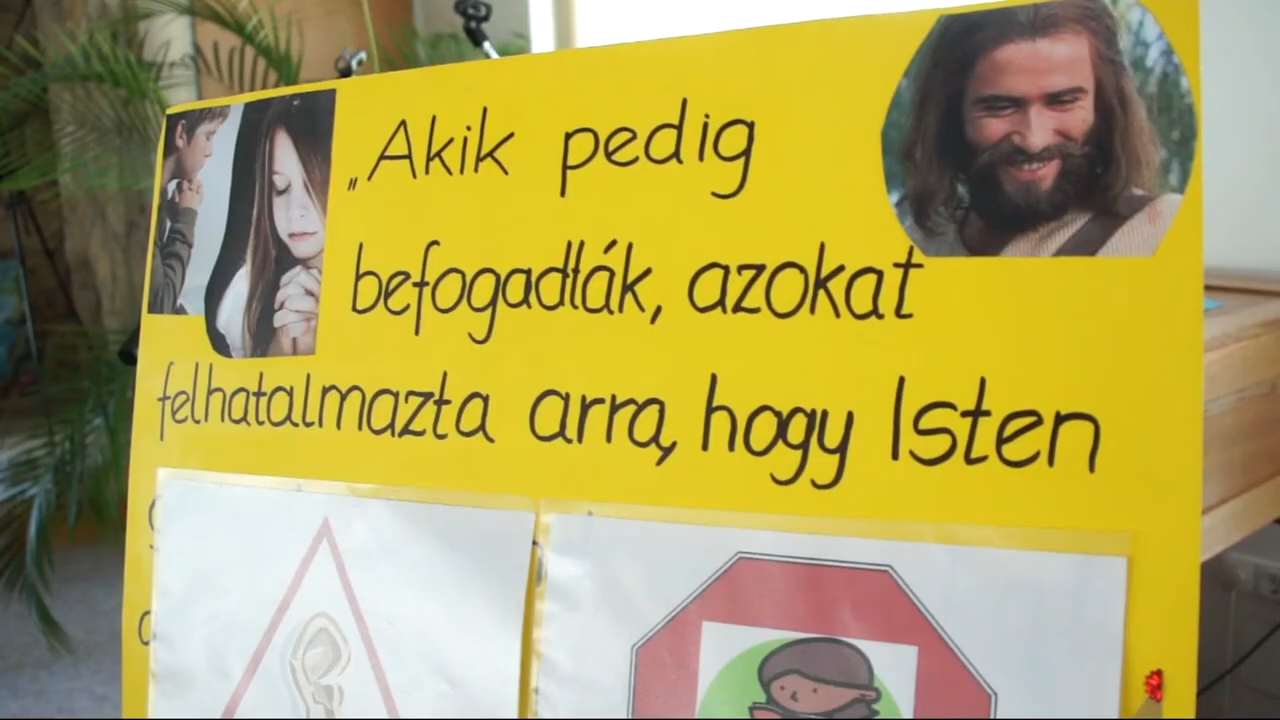 „Akik pedig
befogadták, azokat
felhatalmazta arra, hogy Isten